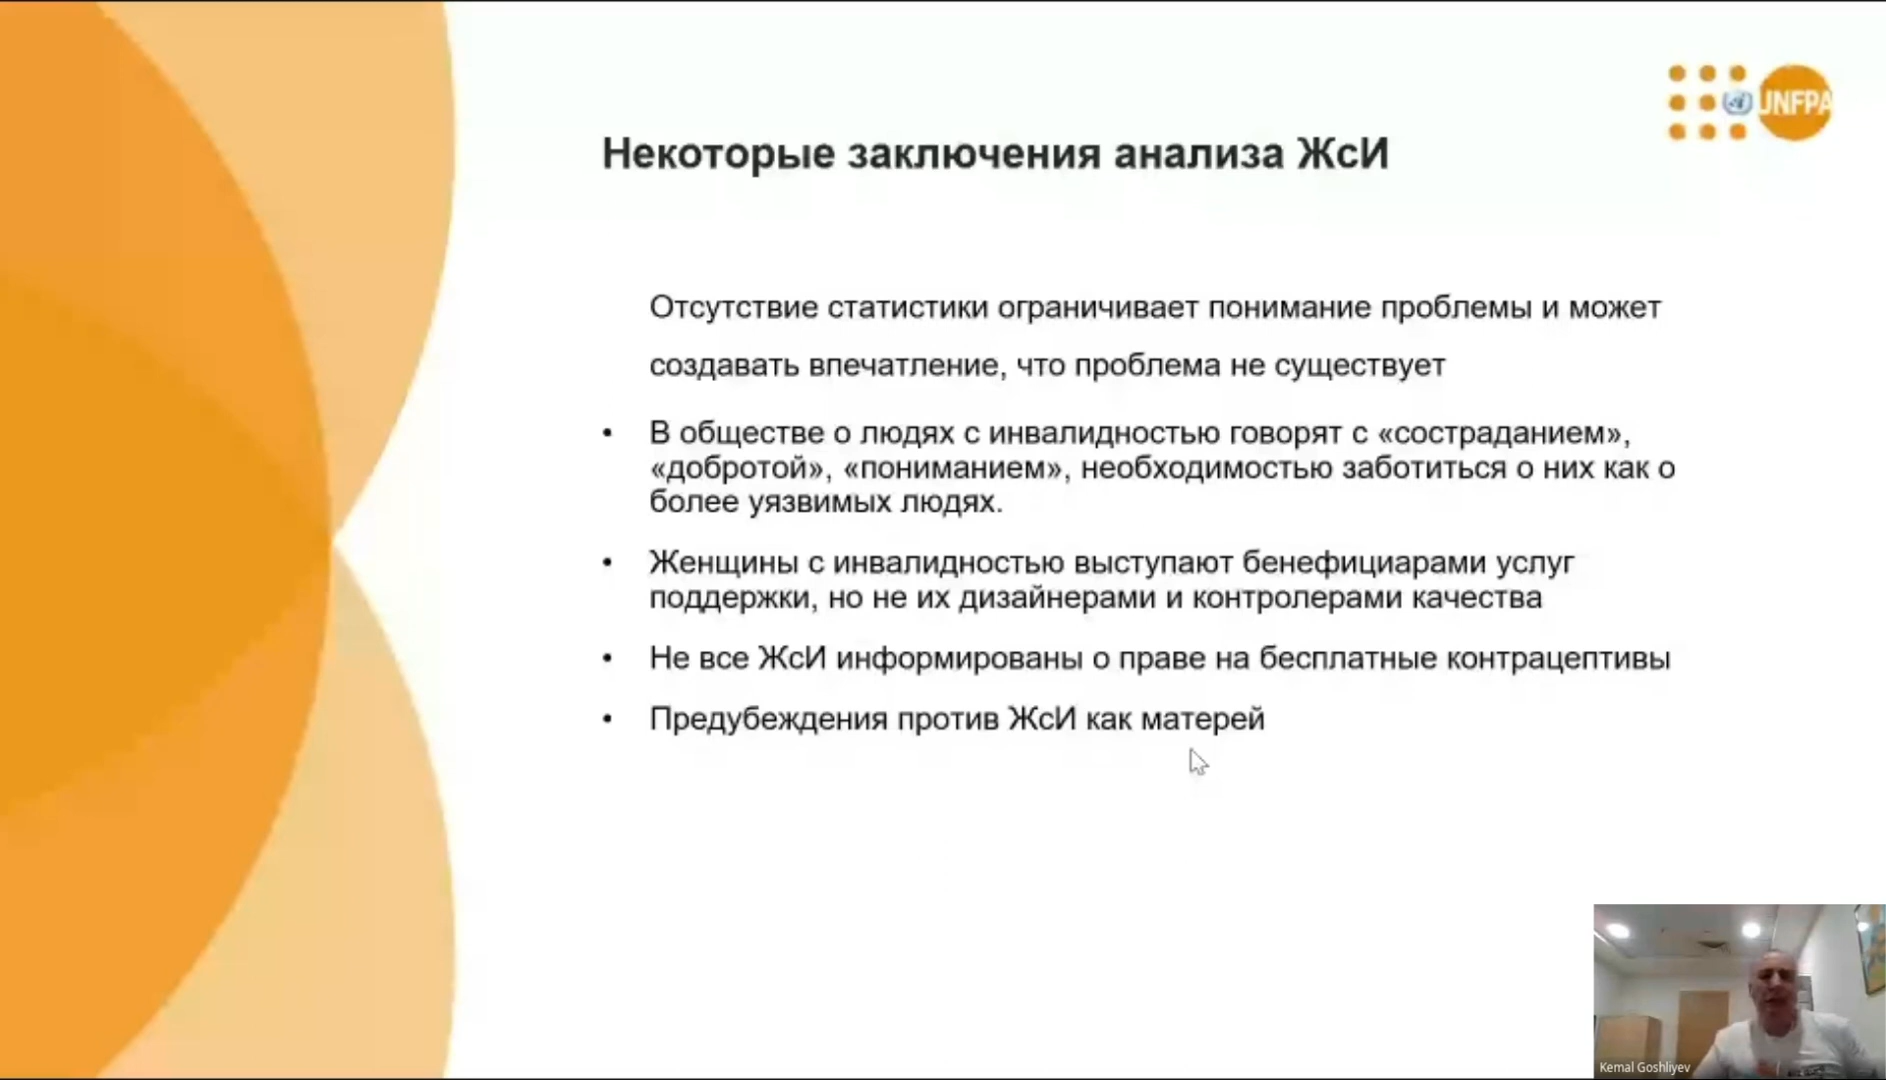 UNFPA
Некоторые заключения анализа ЖсИ
Отсутствие статистики ограничивает понимание проблемы и может
создавать впечатление, что проблема не существует
• В обществе о людях с инвалидностью говорят с «состраданием»,
«добротой», «пониманием», необходимостью заботиться о них как о
более уязвимых людях.
• Женщины с инвалидностью выступают бенефициарами услуг
поддержки, но не их дизайнерами и контролерами качества
• Не все ЖсИ информированы о праве на бесплатные контрацептивы
• Предубеждения против ЖсИ как матерей
Kemal Goshliyev